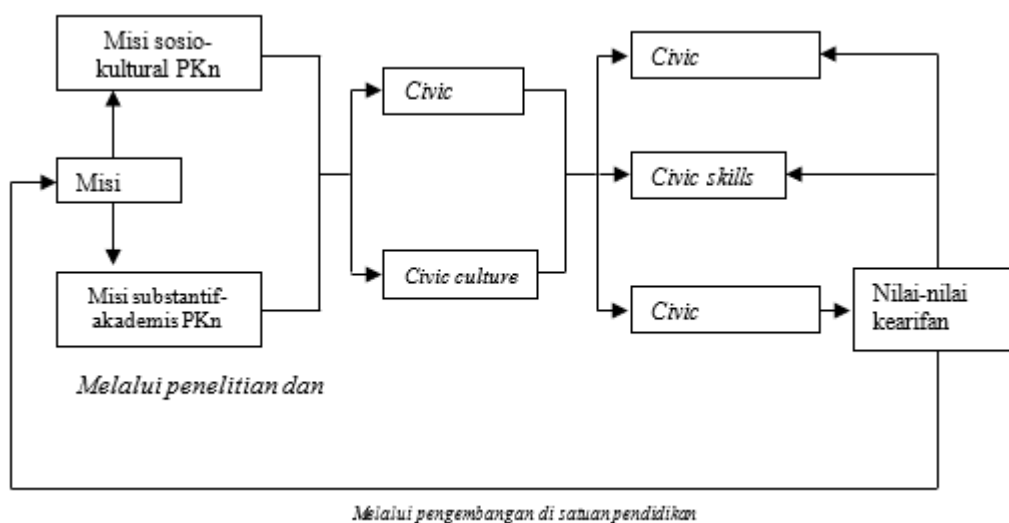 Misi sosio-
kultural PKn
Misi
Misi substantif-
akademis PKn
Melalui penelitian dan
Civic
Civic culture
Civic
Civic skills
Civic
Nilai-nilai
kearifan
Melalui pengembangan di satuan pendidikan